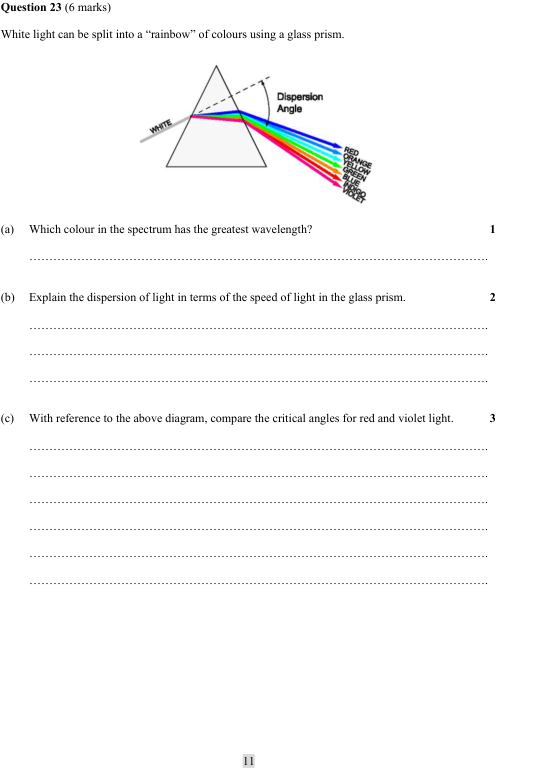 Question 23 (6 marks)
White light can be split into a “rainbow” of colours using a glass prism.
WHITE
Dispersion
Angle
RED
ORANGE
YELLOW
GREEN
BLUE
INDIGO
VIOLET
(a) Which colour in the spectrum has the greatest wavelength? 1
(b) Explain the dispersion of light in terms of the speed of light in the glass prism. 2
(c) With reference to the above diagram, compare the critical angles for red and violet light. 3
11